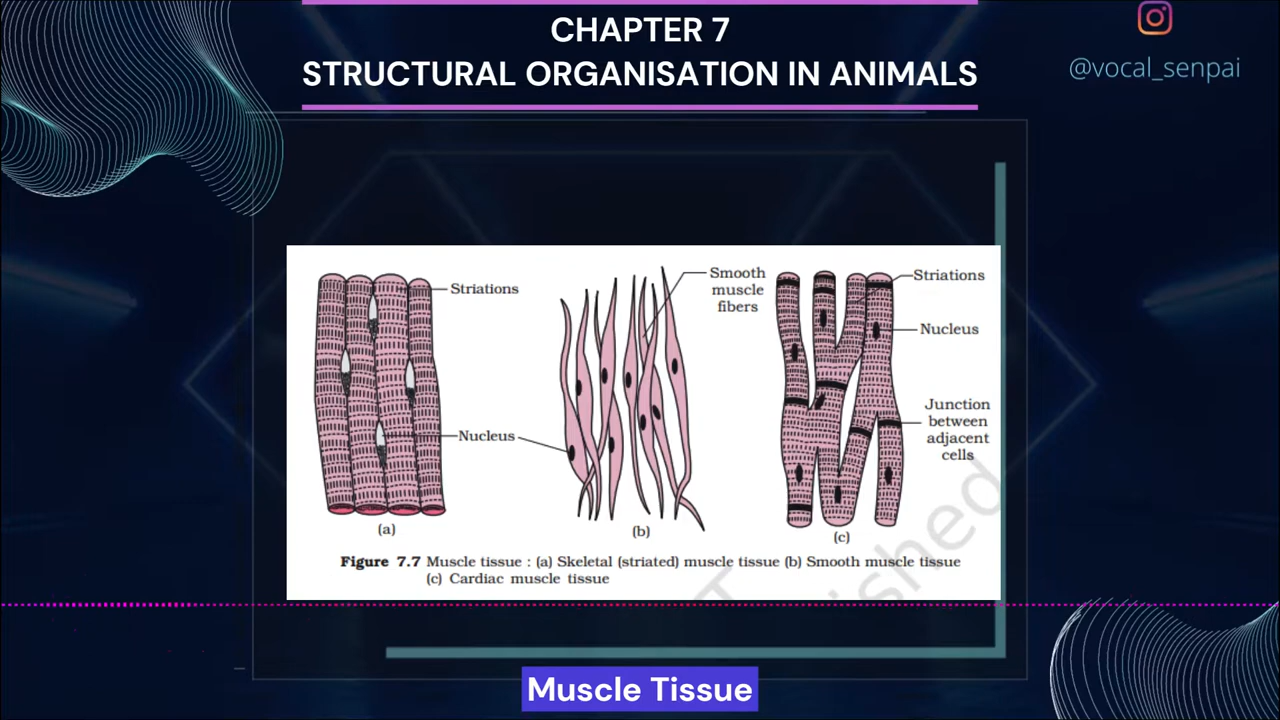 CHAPTER 7
STRUCTURAL ORGANISATION IN ANIMALS
@vocal_senpai
Striations
Nucleus
(a)
Smooth
muscle
fibers
(b)
Striations
Nucleus
Junction
between
adjacent
cells
(c)
Figure 7.7 Muscle tissue : (a) Skeletal (striated) muscle tissue (b) Smooth muscle tissue
(c) Cardiac muscle tissue
Muscle Tissue